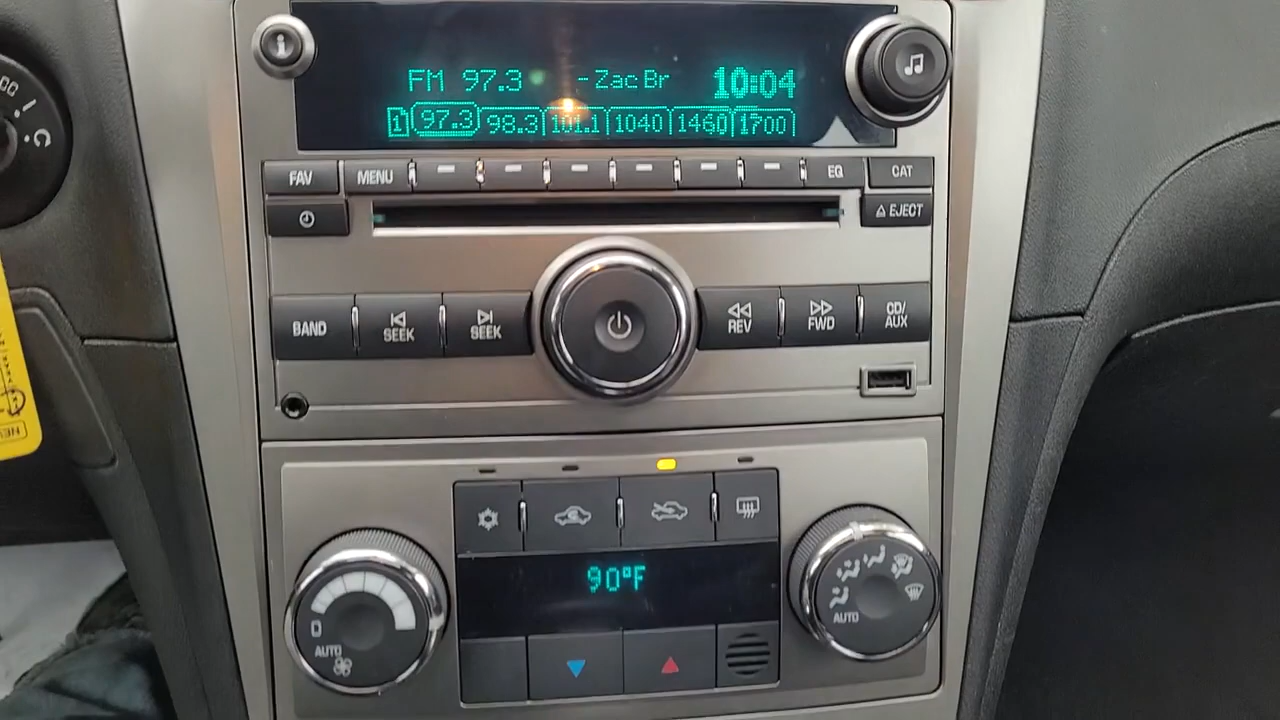 FM 97.3 - Zac Br 10:04
1 97.3 98.3 101.1 1040 1460 1700
FAV MENU EQ CAT
EJECT
BAND SEEK SEEK REV FWD CD/AUX
90°F
AUTO
AUTO